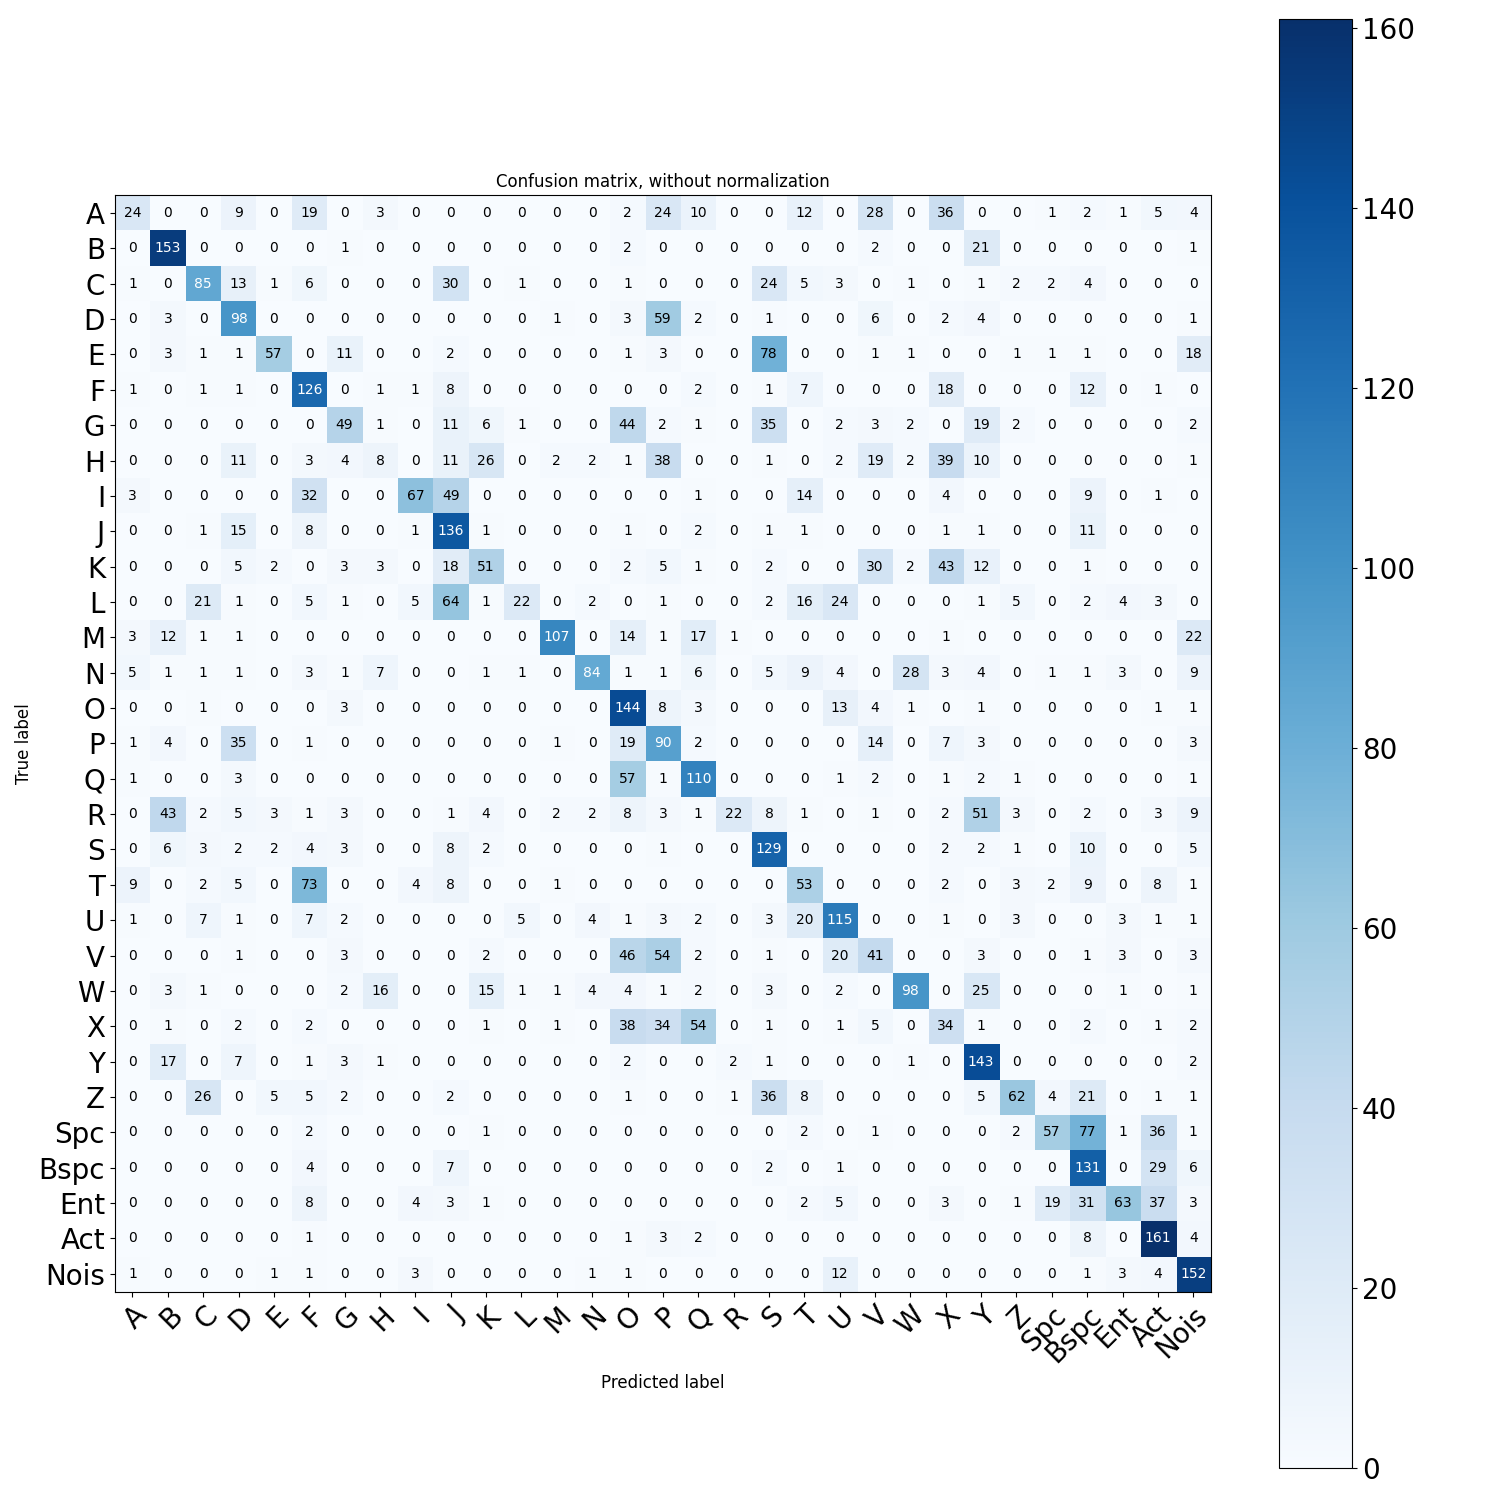 Confusion matrix, without normalization
A 24 0 0 9 0 19 0 3 0 0 0 0 0 0 2 24 10 0 0 12 0 28 0 36 0 0 1 2 1 5 4
B 0 153 0 0 0 0 1 0 0 0 0 0 0 0 2 0 0 0 0 0 0 2 0 0 21 0 0 0 0 0 1
C 1 0 85 13 1 6 0 0 0 30 0 1 0 0 1 0 0 0 24 5 3 0 1 0 1 2 2 4 0 0 0
D 0 3 0 98 0 0 0 0 0 0 0 0 1 0 3 59 2 0 1 0 0 6 0 2 4 0 0 0 0 0 1
E 0 3 1 1 57 0 11 0 0 2 0 0 0 0 1 3 0 0 78 0 0 1 1 0 0 1 1 1 0 0 18
F 1 0 1 1 0 126 0 1 1 8 0 0 0 0 0 0 2 0 1 7 0 0 0 18 0 0 0 12 0 1 0
G 0 0 0 0 0 0 49 1 0 11 6 1 0 0 44 2 1 0 35 0 2 3 2 0 19 2 0 0 0 0 2
H 0 0 0 11 0 3 4 8 0 11 26 0 2 2 1 38 0 0 1 0 2 19 2 39 10 0 0 0 0 0 1
I 3 0 0 0 0 32 0 0 67 49 0 0 0 0 0 0 1 0 0 14 0 0 0 4 0 0 0 9 0 1 0
J 0 0 1 15 0 8 0 0 1 136 1 0 0 0 1 0 2 0 1 1 0 0 0 1 1 0 0 11 0 0 0
K 0 0 0 5 2 0 3 3 0 18 51 0 0 0 2 5 1 0 2 0 0 30 2 43 12 0 0 1 0 0 0
L 0 0 21 1 0 5 1 0 5 64 1 22 0 2 0 1 0 0 2 16 24 0 0 0 1 5 0 2 4 3 0
M 3 12 1 1 0 0 0 0 0 0 0 0 107 0 14 1 17 1 0 0 0 0 0 1 0 0 0 0 0 0 22
N 5 1 1 1 0 3 1 7 0 0 1 1 0 84 1 1 6 0 5 9 4 0 28 3 4 0 1 1 3 0 9
O 0 0 1 0 0 0 3 0 0 0 0 0 0 0 144 8 3 0 0 0 13 4 1 0 1 0 0 0 0 1 1
P 1 4 0 35 0 1 0 0 0 0 0 0 1 0 19 90 2 0 0 0 0 14 0 7 3 0 0 0 0 0 3
Q 1 0 0 3 0 0 0 0 0 0 0 0 0 0 57 1 110 0 0 0 1 2 0 1 2 1 0 0 0 0 1
R 0 43 2 5 3 1 3 0 0 1 4 0 2 2 8 3 1 22 8 1 0 1 0 2 51 3 0 2 0 3 9
S 0 6 3 2 2 4 3 0 0 8 2 0 0 0 0 1 0 0 129 0 0 0 0 2 2 1 0 10 0 0 5
T 9 0 2 5 0 73 0 0 4 8 0 0 1 0 0 0 0 0 0 53 0 0 0 2 0 3 2 9 0 8 1
U 1 0 7 1 0 7 2 0 0 0 0 5 0 4 1 3 2 0 3 20 115 0 0 1 0 3 0 0 3 1 1
V 0 0 0 1 0 0 3 0 0 0 2 0 0 0 46 54 2 0 1 0 20 41 0 0 3 0 0 1 3 0 3
W 0 3 1 0 0 0 2 16 0 0 15 1 1 4 4 1 2 0 3 0 2 0 98 0 25 0 0 0 1 0 1
X 0 1 0 2 0 2 0 0 0 0 1 0 1 0 38 34 54 0 1 0 1 5 0 34 1 0 0 2 0 1 2
Y 0 17 0 7 0 1 3 1 0 0 0 0 0 0 2 0 0 2 1 0 0 0 1 0 143 0 0 0 0 0 2
Z 0 0 26 0 5 5 2 0 0 2 0 0 0 0 1 0 0 1 36 8 0 0 0 0 5 62 4 21 0 1 1
Spc 0 0 0 0 0 2 0 0 0 0 1 0 0 0 0 0 0 0 0 2 0 1 0 0 0 2 57 77 1 36 1
Bspc 0 0 0 0 0 4 0 0 0 7 0 0 0 0 0 0 0 0 2 0 1 0 0 0 0 0 0 131 0 29 6
Ent 0 0 0 0 0 8 0 0 4 3 1 0 0 0 0 0 0 0 0 2 5 0 0 3 0 1 19 31 63 37 3
Act 0 0 0 0 0 1 0 0 0 0 0 0 0 0 1 3 2 0 0 0 0 0 0 0 0 0 0 8 0 161 4
Nois 1 0 0 0 1 1 0 0 3 0 0 0 0 1 1 0 0 0 0 0 12 0 0 0 0 0 0 1 3 4 152
A B C D E F G H I J K L M N O P Q R S T U V W X Y Z Spc Bspc Ent Act Nois
Predicted label
True label
160
140
120
100
80
60
40
20
0